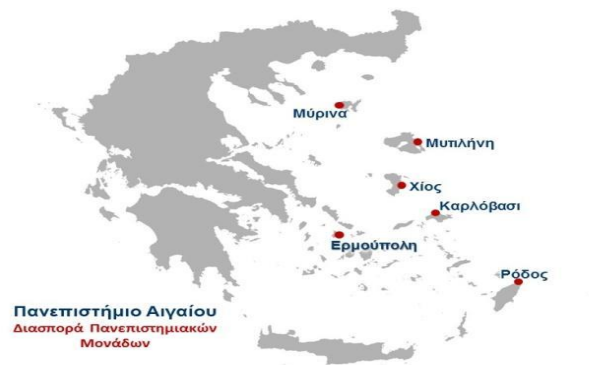 Μύρινα
Μυτιλήνη
Χίος
Καρλόβασι
Ερμούπολη
Ρόδος
Πανεπιστήμιο Αιγαίου
Διασπορά Πανεπιστημιακών
Μονάδων